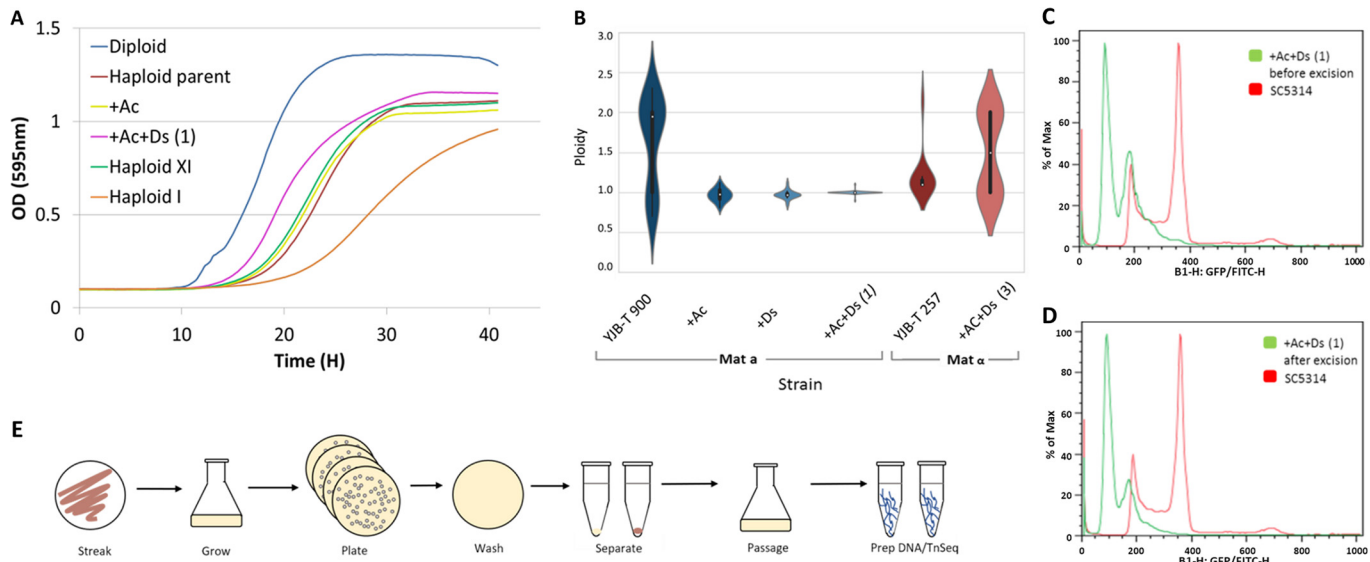 A
OD (595nm)
1.5
1
0.5
0
Diploid
Haploid parent
+Ac
+Ac+Ds (1)
Haploid XI
Haploid I
0 10 20 30 40
Time (H)
B
Ploidy
3.0
2.5
2.0
1.5
1.0
0.5
0.0
YJB-T 900
+Ac
+Ds
+Ac+Ds (1)
YJB-T 257
+AC+Ds (3)
Mat a
Mat α
Strain
C
% of Max
100
80
60
40
20
0
+Ac+Ds (1)
before excision
SC5314
0 200 400 600 800 1000
B1-H: GFP/FITC-H
D
% of Max
100
80
60
40
20
0
+Ac+Ds (1)
after excision
SC5314
0 200 400 600 800 1000
B1-H: GFP/FITC-H
E
Streak
Grow
Plate
Wash
Separate
Passage
Prep DNA/TnSeq